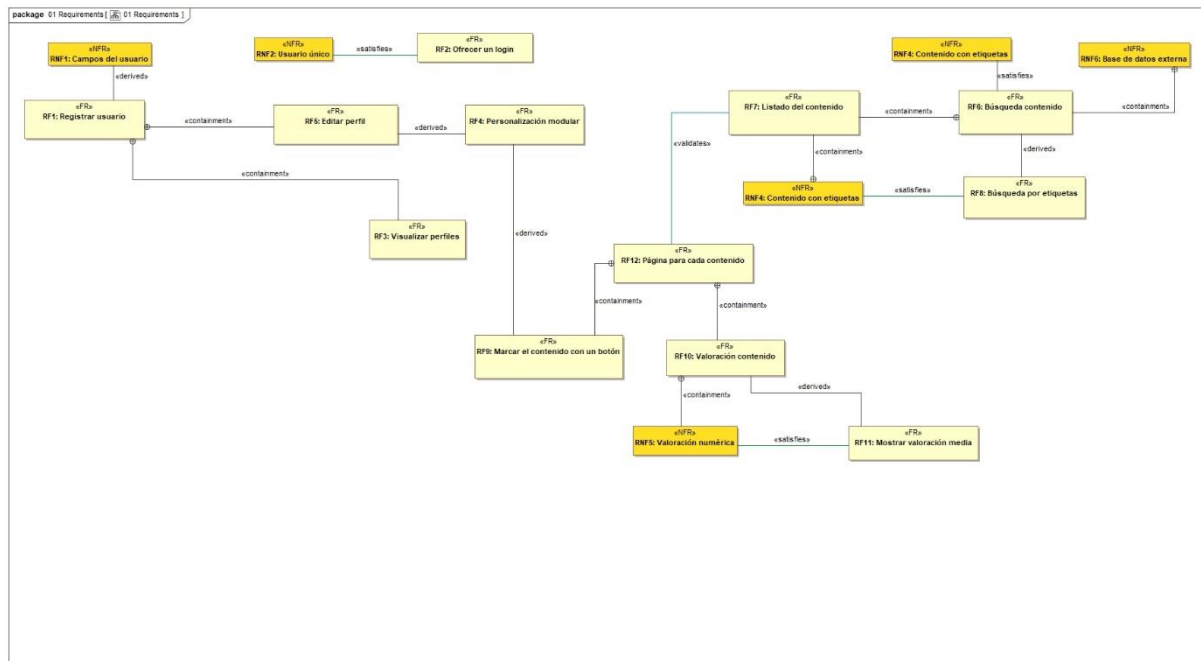 package 01 Requirements [ 01 Requirements ]
«NFR»
RNF1: Campos del usuario
«NFR»
RNF2: Usuario único
«satisfies»
«FR»
RF2: Ofrecer un login
«NFR»
RNF4: Contenido con etiquetas
«NFR»
RNF6: Base de datos externa
«derived»
«satisfies»
«FR»
RF1: Registrar usuario
«containment»
«FR»
RF5: Editar perfil
«derived»
«FR»
RF4: Personalización modular
«FR»
RF7: Listado del contenido
«containment»
«FR»
RF6: Búsqueda contenido
«containment»
«validates»
«containment»
«derived»
«containment»
«NFR»
RNF4: Contenido con etiquetas
«satisfies»
«FR»
RF8: Búsqueda por etiquetas
«FR»
RF3: Visualizar perfiles
«derived»
«FR»
RF12: Página para cada contenido
«containment»
«containment»
«FR»
RF9: Marcar el contenido con un botón
«FR»
RF10: Valoración contenido
«containment»
«derived»
«NFR»
RNF5: Valoración numérica
«satisfies»
«FR»
RF11: Mostrar valoración media